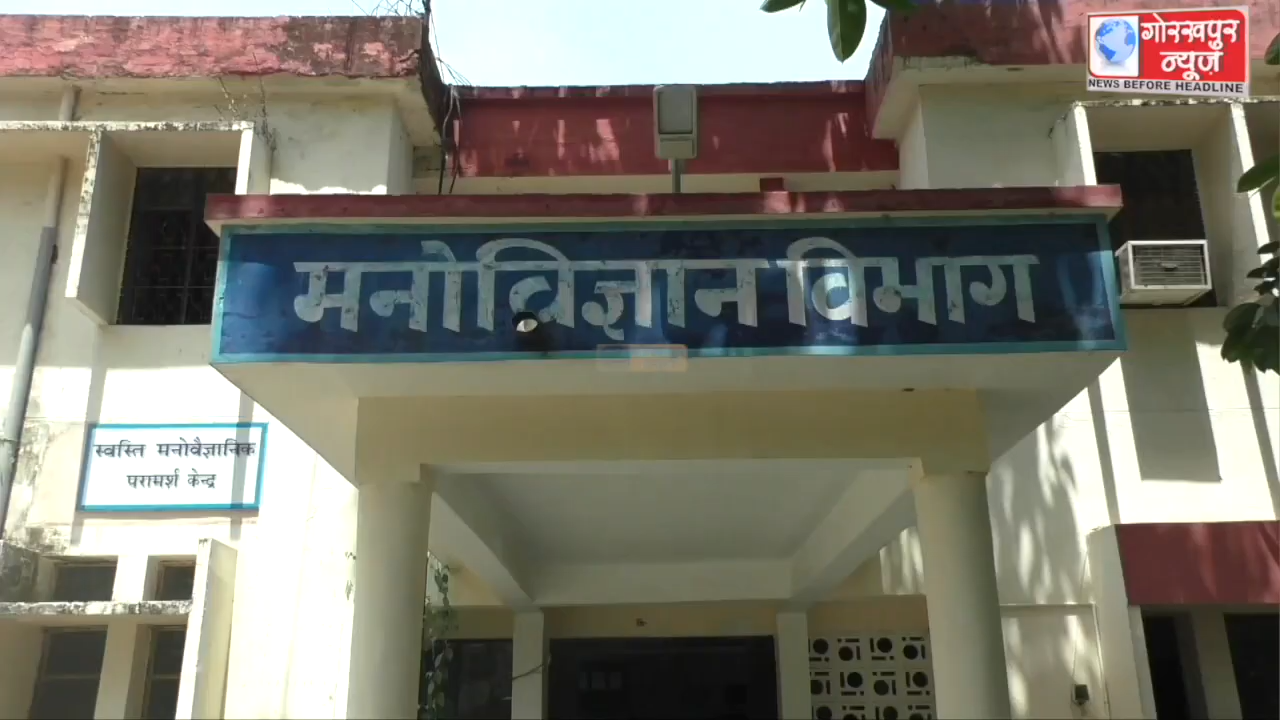 गोरखपुर
न्यूज़
NEWS BEFORE HEADLINE
मनोविज्ञान विभाग
स्वस्ति मनोवैज्ञानिक
परामर्श केन्द्र